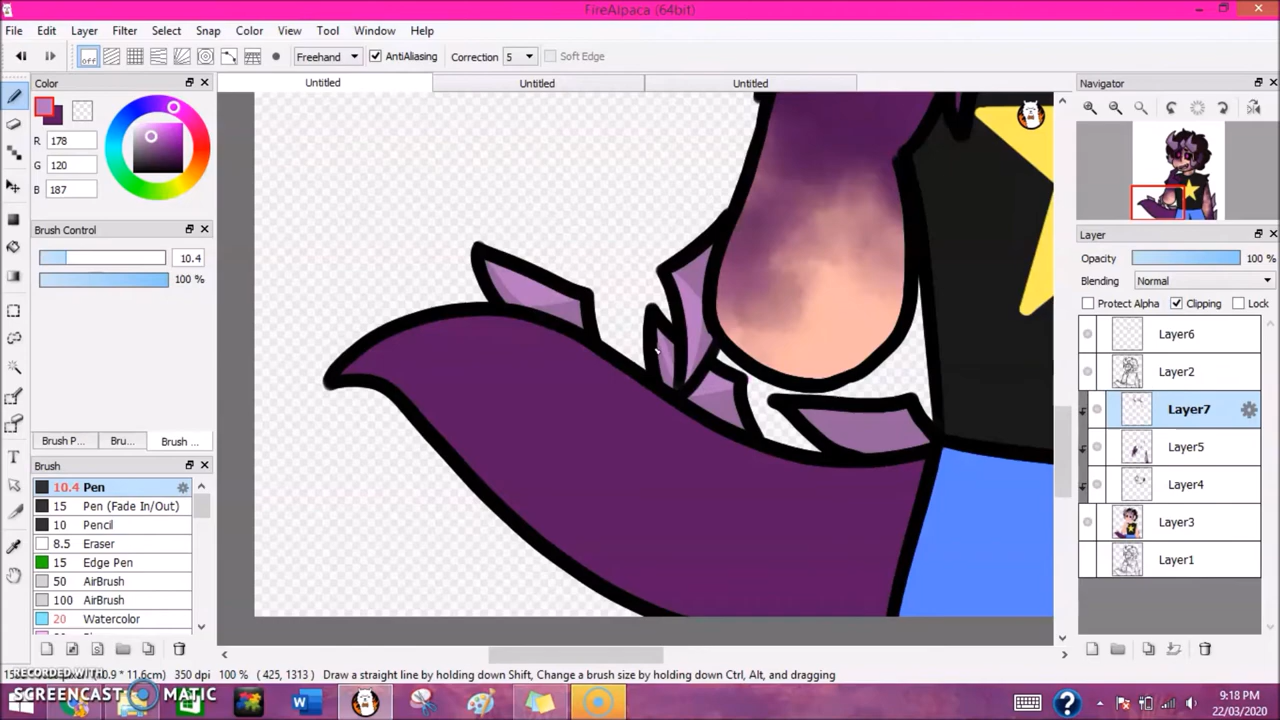 FireAlpaca (64bit)
File Edit Layer Filter Select Snap Color View Tool Window Help
off Freehand AntiAliasing Correction 5 Soft Edge
Color
Untitled Untitled Untitled
Navigator
R 178
G 120
B 187
Brush Control
10.4
100 %
Layer
Opacity 100 %
Blending Normal
Protect Alpha Clipping Lock
Layer6
Layer2
Layer7
Layer5
Layer4
Layer3
Layer1
Brush P... Bru... Brush ...
Brush
10.4 Pen
15 Pen (Fade In/Out)
10 Pencil
8.5 Eraser
15 Edge Pen
50 AirBrush
100 AirBrush
20 Watercolor
RECORDED WITH
SCREENCAST MATIC
350 dpi 100 % ( 425, 1313 ) Draw a straight line by holding down Shift, Change a brush size by holding down Ctrl, Alt, and dragging
9:18 PM
22/03/2020